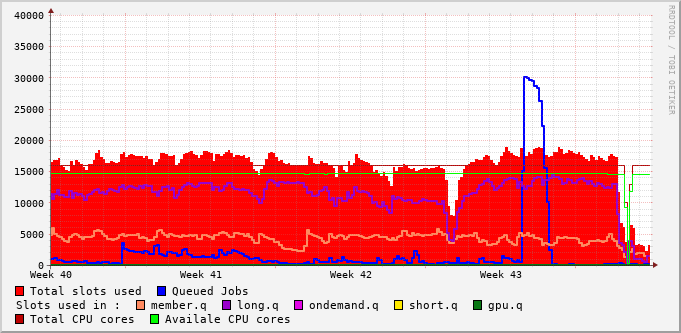 40000
35000
30000
25000
20000
15000
10000
5000
0
Week 40 Week 41 Week 42 Week 43
RRDTOOL / TOBI OETIKER
Total slots used Queued Jobs
Slots used in : member.q long.q ondemand.q short.q gpu.q
Total CPU cores Availale CPU cores